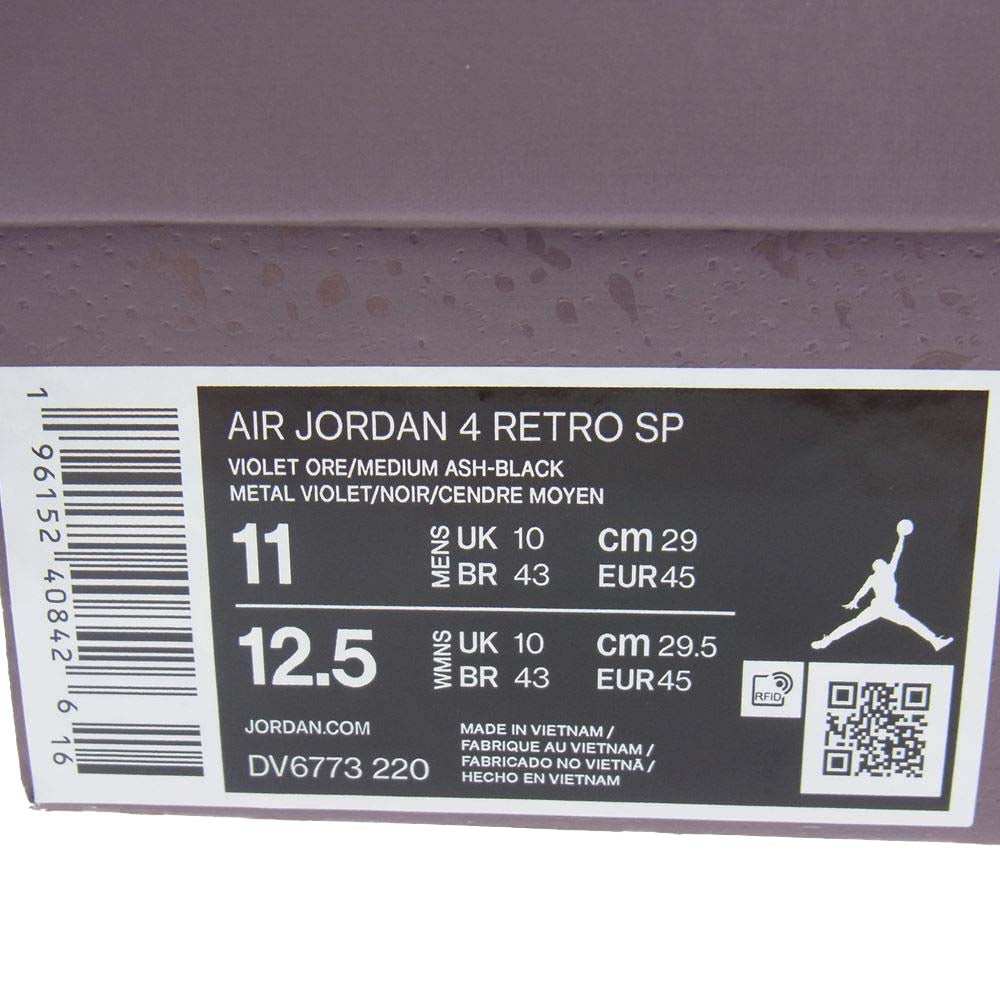 AIR JORDAN 4 RETRO SP
VIOLET ORE/MEDIUM ASH-BLACK
METAL VIOLET/NOIR/CENDRE MOYEN
11 MENS UK 10 cm 29
BR 43 EUR 45
12.5 WMNS UK 10 cm 29.5
BR 43 EUR 45
JORDAN.COM
DV6773 220
MADE IN VIETNAM /
FABRIQUE AU VIETNAM /
FABRICADO NO VIETNÃ /
HECHO EN VIETNAM
RFID
1 96152 40842 6 16